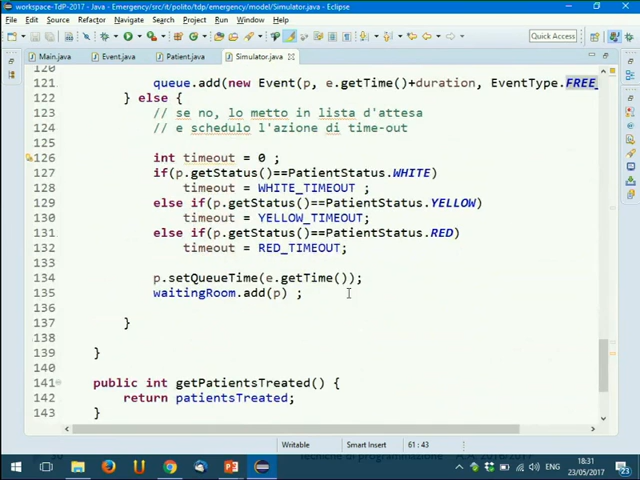 workspace-TdP-2017 - Java - Emergency/src/it/polito/tdp/emergency/model/Simulator.java - Eclipse
File Edit Source Refactor Navigate Search Project Run Window Help
Quick Access
Main.java Event.java Patient.java Simulator.java
120
121 queue.add(new Event(p, e.getTime()+duration, EventType.FREE_
122 } else {
123 // se no, lo metto in lista d'attesa
124 // e schedulo l'azione di time-out
125
126 int timeout = 0 ;
127 if(p.getStatus()==PatientStatus.WHITE)
128 timeout = WHITE_TIMEOUT ;
129 else if(p.getStatus()==PatientStatus.YELLOW)
130 timeout = YELLOW_TIMEOUT;
131 else if(p.getStatus()==PatientStatus.RED)
132 timeout = RED_TIMEOUT;
133
134 p.setQueueTime(e.getTime());
135 waitingRoom.add(p) ;
136
137 }
138
139 }
140
141 public int getPatientsTreated() {
142 return patientsTreated;
143 }
Writable Smart Insert 61 : 43
18:31
ENG
23/05/2017